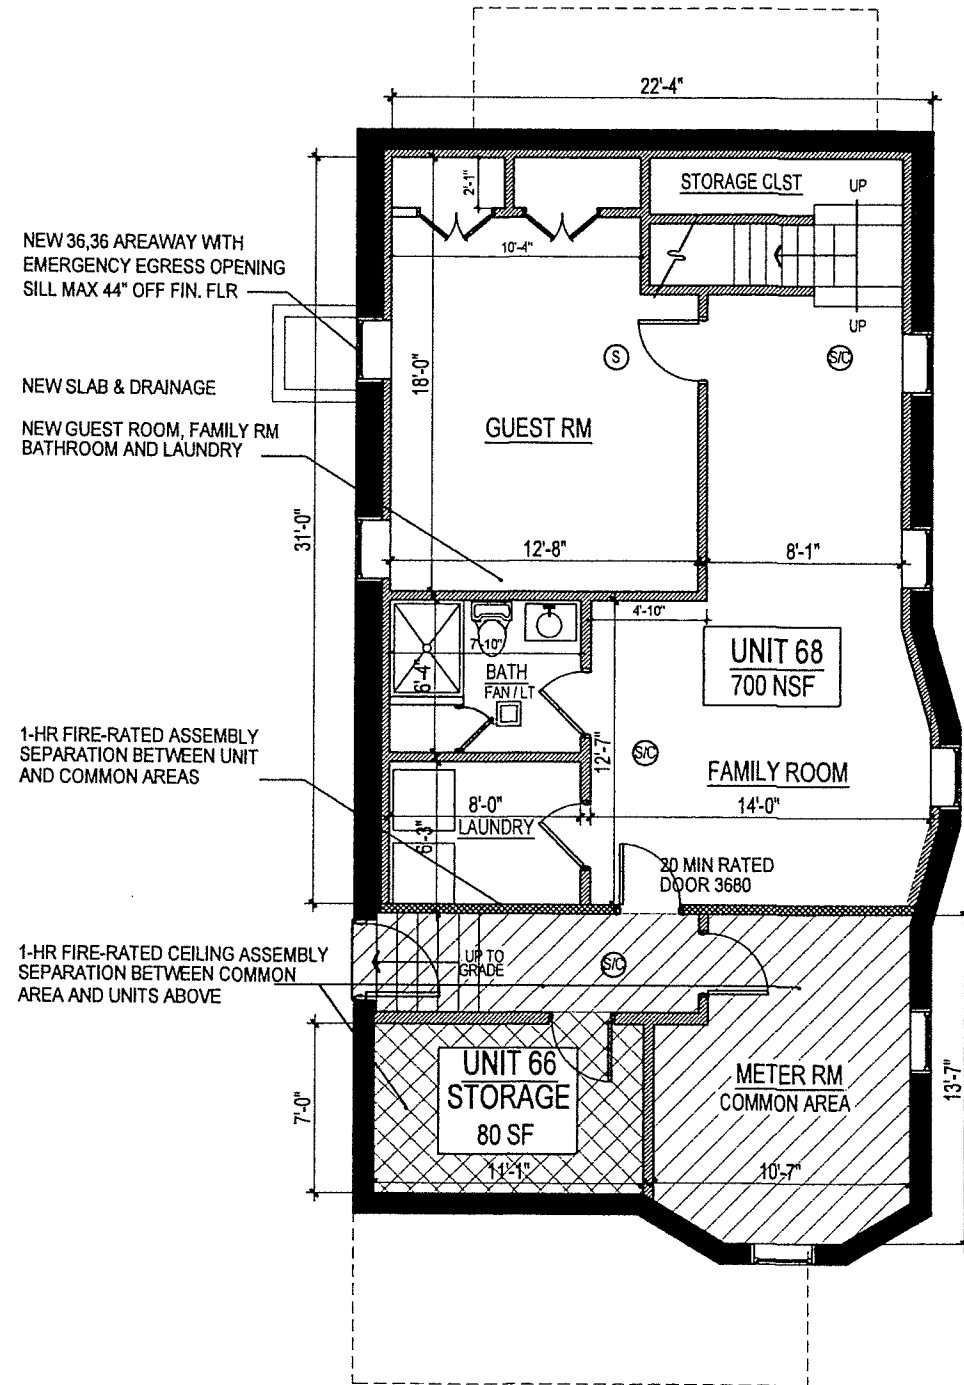 22'-4"
STORAGE CLST
UP
2'-1"
10'-4"
NEW 36,36 AREAWAY WITH
EMERGENCY EGRESS OPENING
SILL MAX 44" OFF FIN. FLR
UP
S
S/C
18'-0"
NEW SLAB & DRAINAGE
NEW GUEST ROOM, FAMILY RM
BATHROOM AND LAUNDRY
GUEST RM
31'-0"
12'-8"
8'-1"
4'-10"
7'-10"
UNIT 68
700 NSF
BATH
FAN / LT
6'-4"
1-HR FIRE-RATED ASSEMBLY
SEPARATION BETWEEN UNIT
AND COMMON AREAS
12'-7"
S/C
FAMILY ROOM
8'-0"
14'-0"
LAUNDRY
6'-3"
20 MIN RATED
DOOR 3680
1-HR FIRE-RATED CEILING ASSEMBLY
SEPARATION BETWEEN COMMON
AREA AND UNITS ABOVE
UP TO
GRADE
S/C
UNIT 66
STORAGE
80 SF
METER RM
COMMON AREA
7'-0"
13'-7"
11'-1"
10'-7"